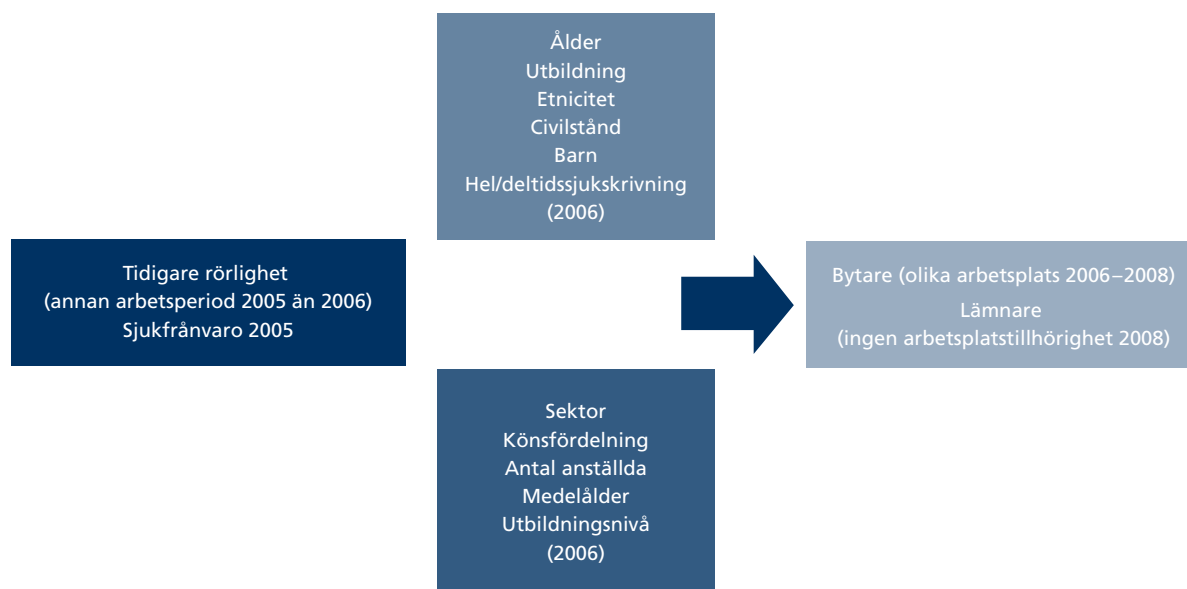 Ålder
Utbildning
Etnicitet
Civilstånd
Barn
Hel/deltidssjukskrivning
(2006)
Tidigare rörlighet
(annan arbetsperiod 2005 än 2006)
Sjukfrånvaro 2005
Bytare (olika arbetsplats 2006–2008)
Lämnare
(ingen arbetsplatstillhörighet 2008)
Sektor
Könsfördelning
Antal anställda
Medelålder
Utbildningsnivå
(2006)